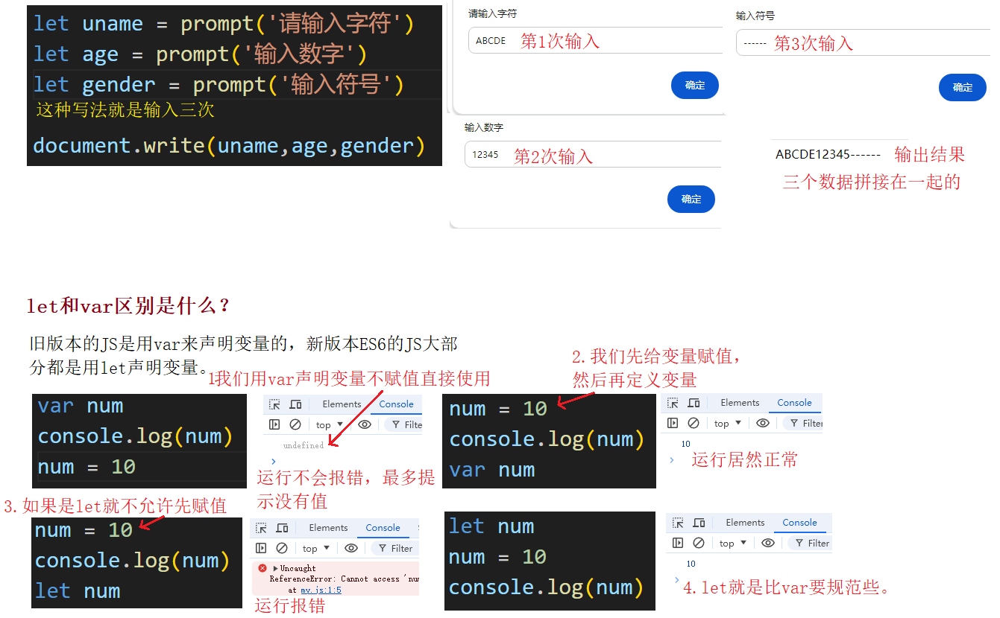 let uname = prompt('请输入字符')
let age = prompt('输入数字')
let gender = prompt('输入符号')
这种写法就是输入三次
document.write(uname,age,gender)
请输入字符
ABCDE 第1次输入
确定
输入数字
12345 第2次输入
确定
输入符号
------ 第3次输入
确定
ABCDE12345------ 输出结果
三个数据拼接在一起的
let和var区别是什么?
旧版本的JS是用var来声明变量的，新版本ES6的JS大部
分都是用let声明变量。
1我们用var声明变量不赋值直接使用
var num
console.log(num)
num = 10
Elements Console
top ▼ Filte
undefined
>
运行不会报错，最多提
示没有值
2.我们先给变量赋值，
然后再定义变量
num = 10
console.log(num)
var num
Elements Console
top ▼ Filter
10
>
运行居然正常
3.如果是let就不允许先赋值
num = 10
console.log(num)
let num
Elements Console
top ▼ Filter
▶Uncaught
ReferenceError: Cannot access 'num
at my.js:1:5
运行报错
let num
num = 10
console.log(num)
Elements Console
top ▼ Filter
10
>
4.let就是比var要规范些。